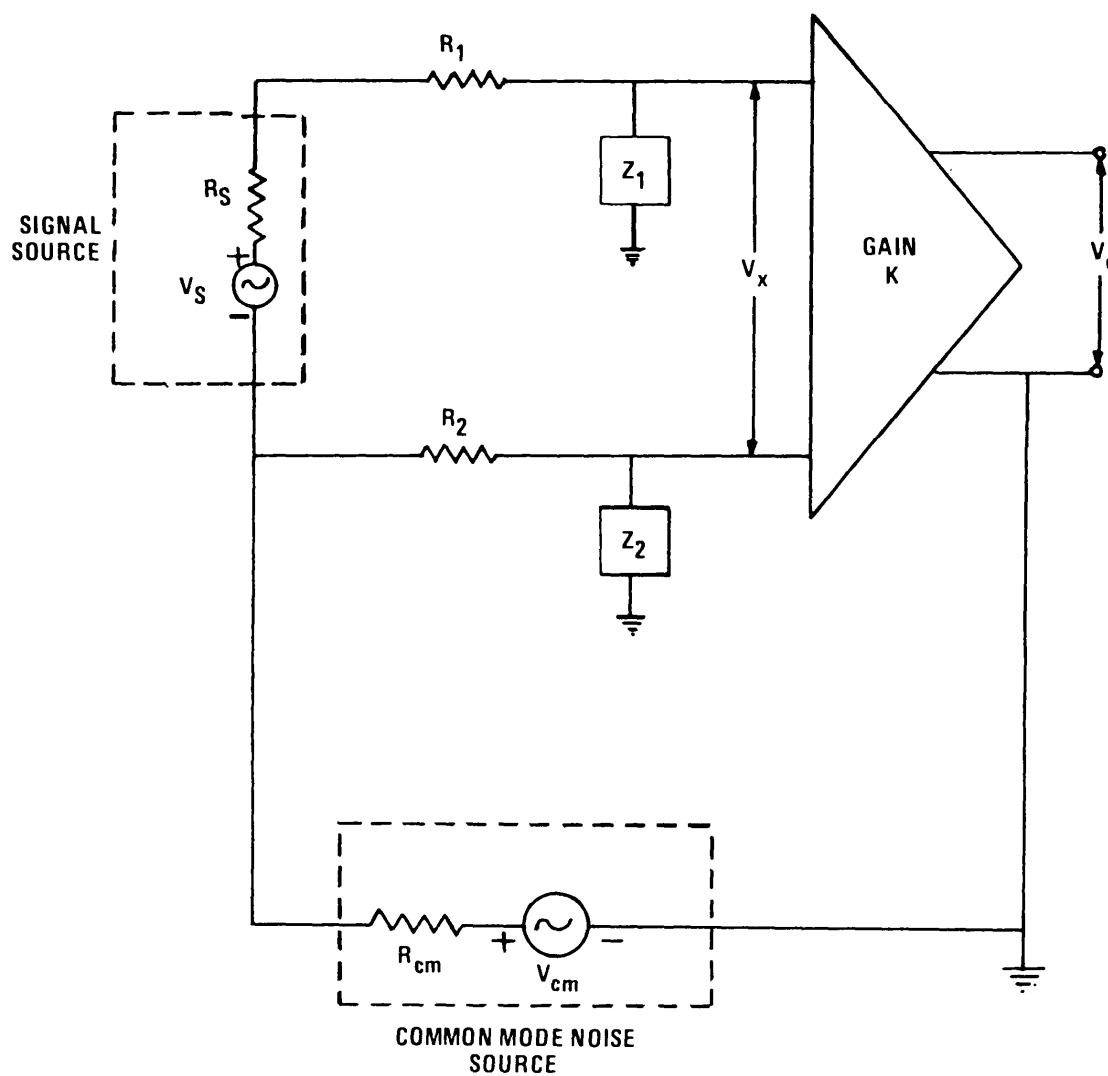 R1
Z1
RS
SIGNAL
SOURCE
+
VS
−
Vx
GAIN
K
R2
Z2
Rcm
+
−
Vcm
COMMON MODE NOISE
SOURCE